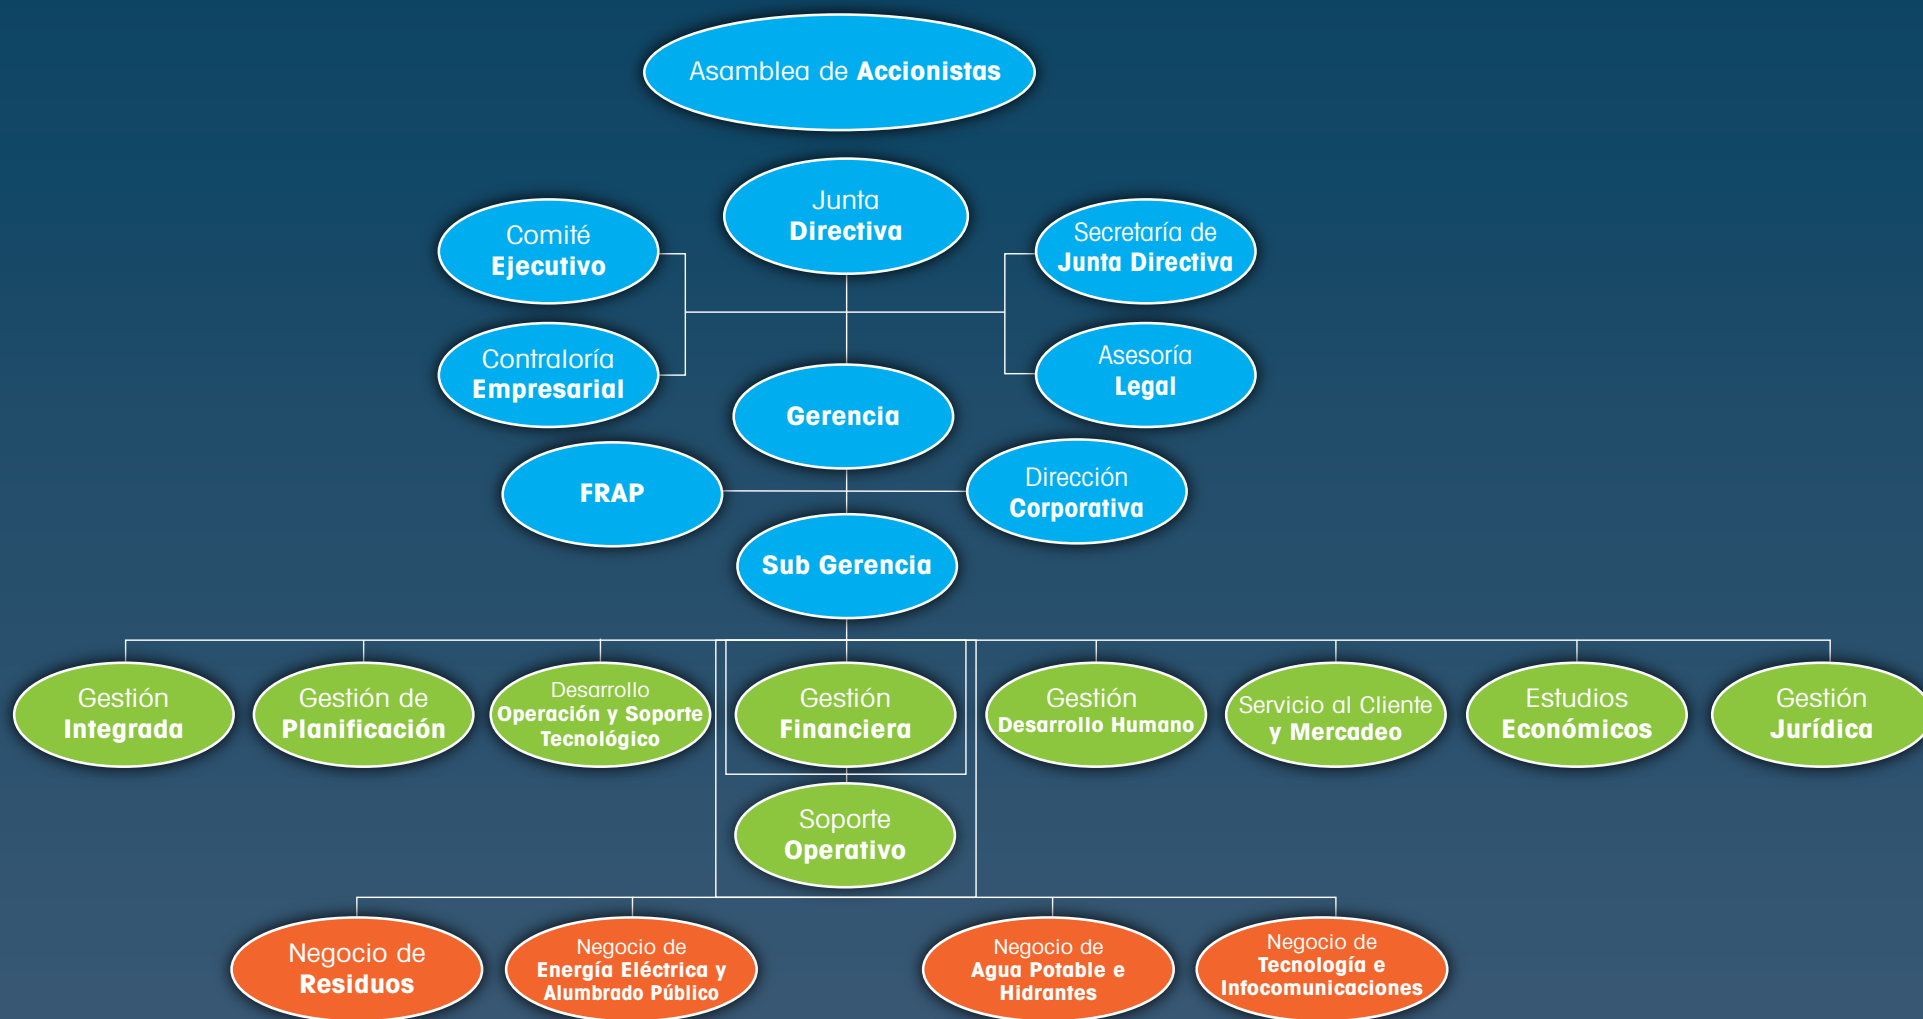 Asamblea de Accionistas
Junta
Directiva
Comité
Ejecutivo
Secretaría de
Junta Directiva
Contraloría
Empresarial
Asesoría
Legal
Gerencia
FRAP
Dirección
Corporativa
Sub Gerencia
Gestión
Integrada
Gestión de
Planificación
Desarrollo
Operación y Soporte
Tecnológico
Gestión
Financiera
Gestión
Desarrollo Humano
Servicio al Cliente
y Mercadeo
Estudios
Económicos
Gestión
Jurídica
Soporte
Operativo
Negocio de
Residuos
Negocio de
Energía Eléctrica y
Alumbrado Público
Negocio de
Agua Potable e
Hidrantes
Negocio de
Tecnología e
Infocomunicaciones